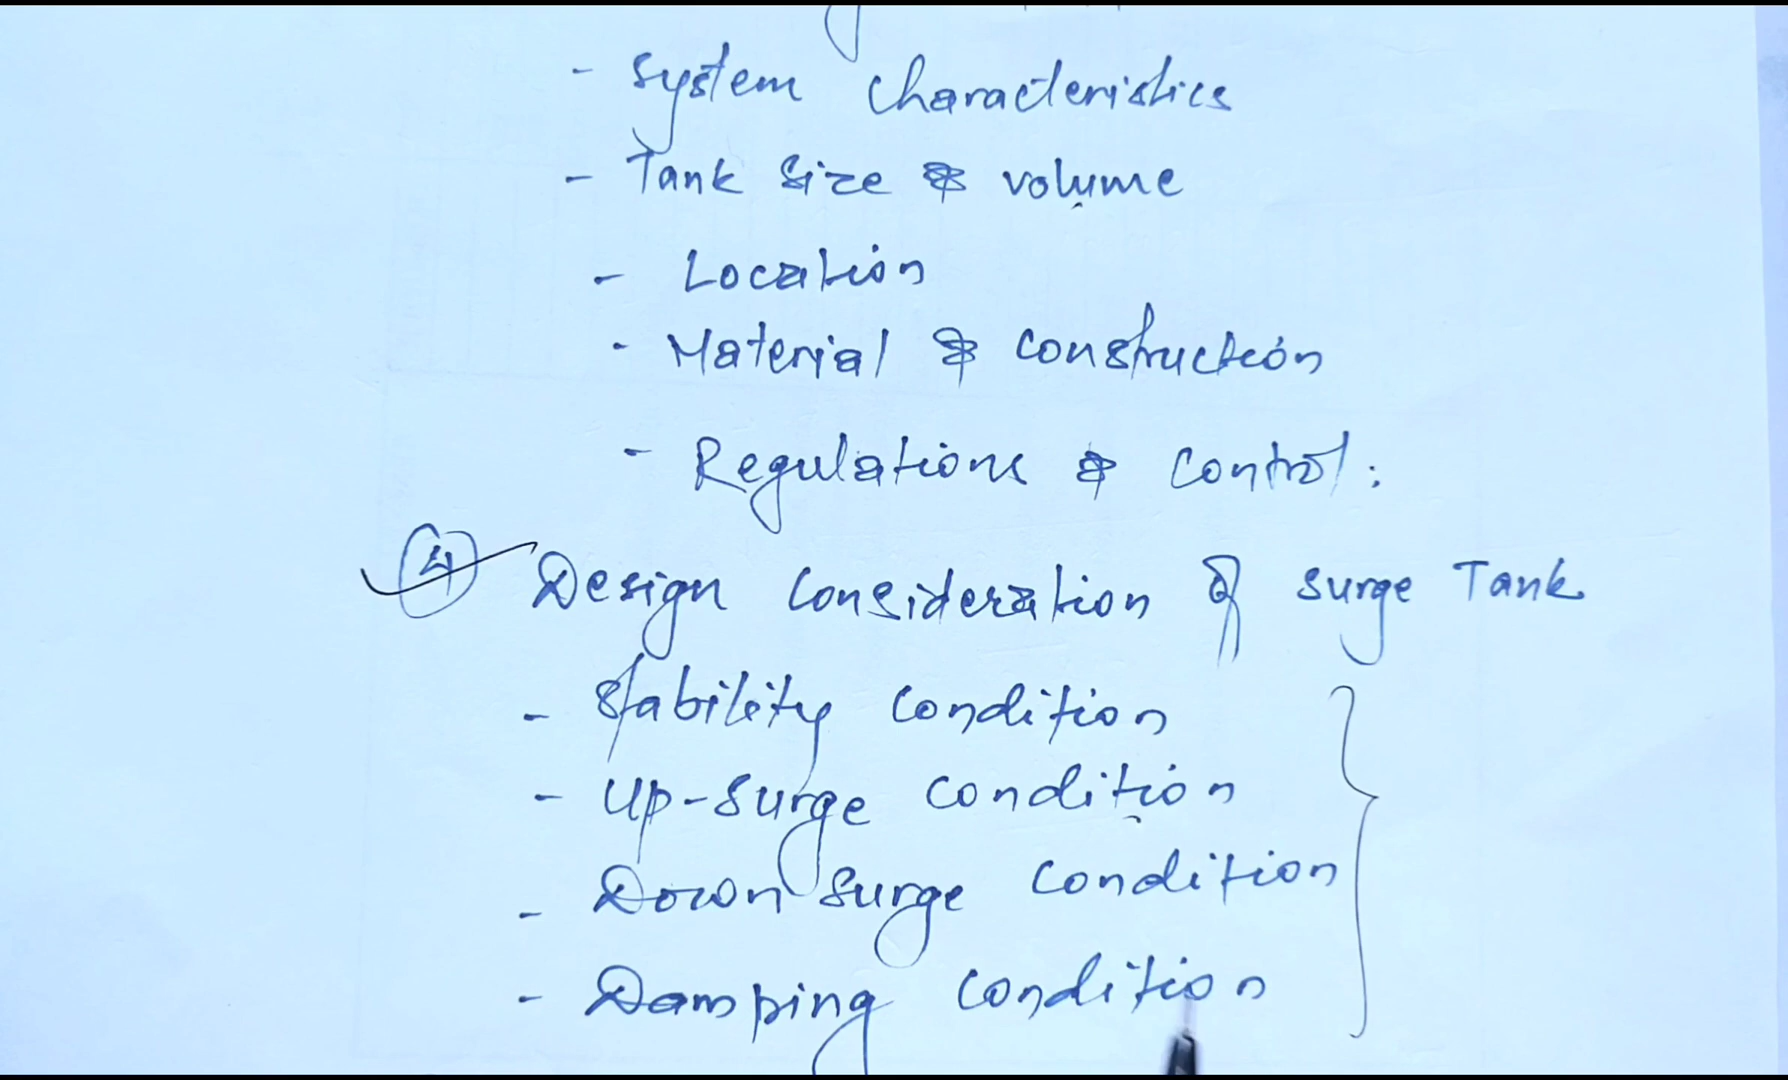 - system characteristics
- Tank size & volume
- Location
- Material & construction
- Regulations & control:
④ Design consideration of surge Tank
- stability condition
- Up-surge condition
- Down surge condition
- Damping condition